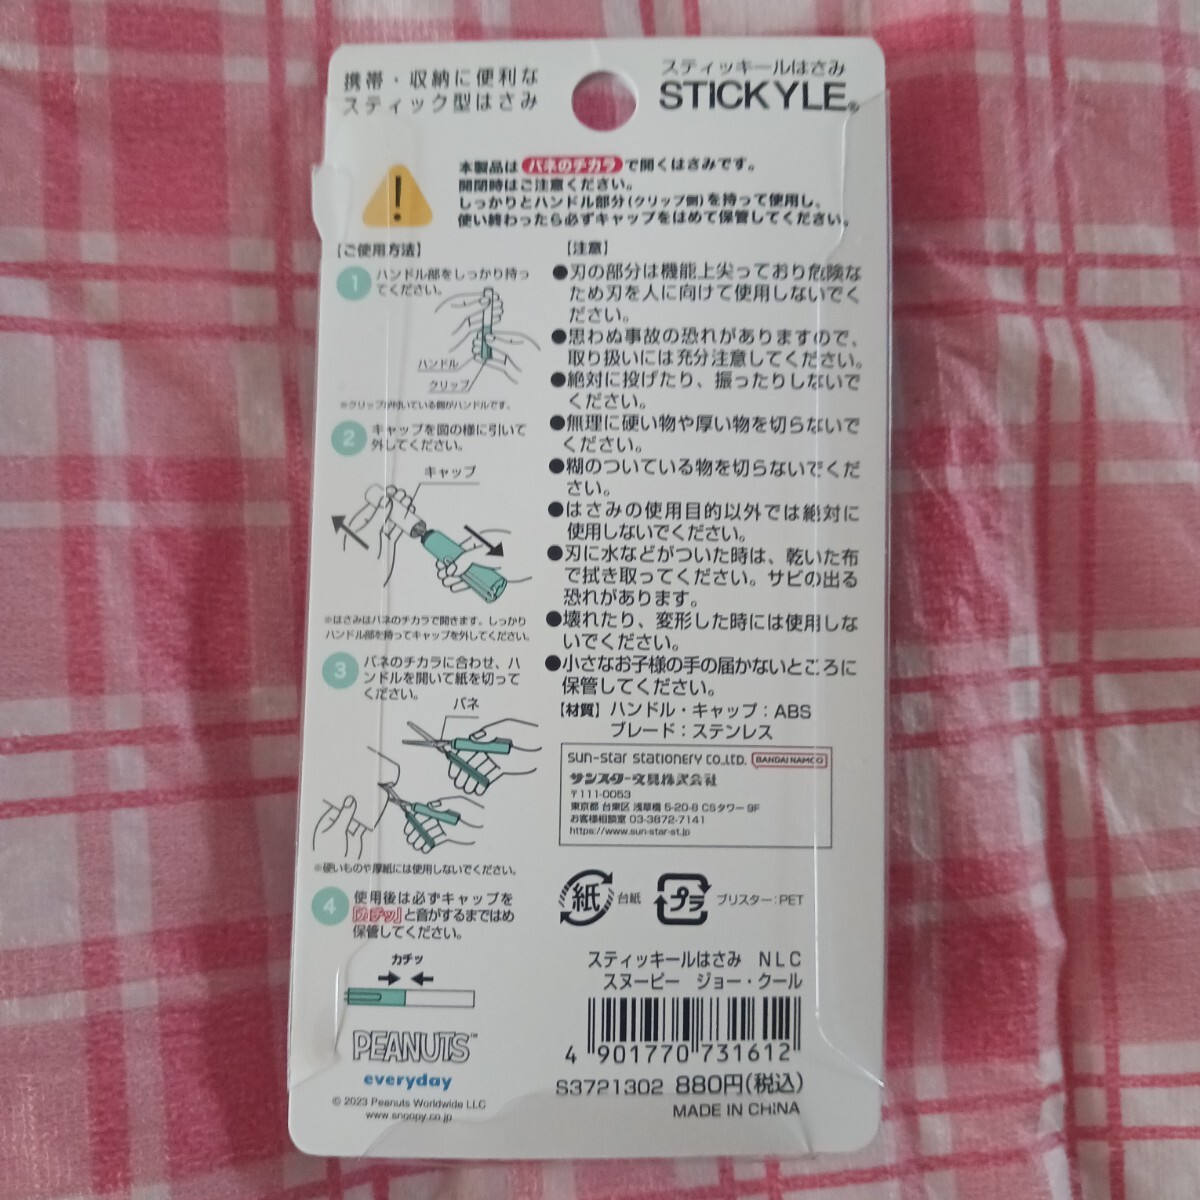 携帯・収納に便利な
スティック型はさみ
スティッキールはさみ
STICKYLE®
本製品はバネのチカラで開くはさみです。
開閉時はご注意ください。
しっかりとハンドル部分(クリップ側)を持って使用し、
使い終わったら必ずキャップをはめて保管してください。
【ご使用方法】
1 ハンドル部をしっかり持っ
てください。
ハンドル
クリップ
※クリップが付いている側がハンドルです。
2 キャップを図の様に引いて
外してください。
キャップ
※はさみはバネのチカラで開きます。しっかり
ハンドル部を持ってキャップを外してください。
3 バネのチカラに合わせ、ハ
ンドルを開いて紙を切って
ください。
バネ
※硬いものや厚紙には使用しないでください。
4 使用後は必ずキャップを
「カチッ」と音がするまではめ
保管してください。
カチッ
PEANUTS™
everyday
© 2023 Peanuts Worldwide LLC
www.snoopy.co.jp
【注意】
●刃の部分は機能上尖っており危険な
ため刃を人に向けて使用しないでく
ださい。
●思わぬ事故の恐れがありますので、
取り扱いには充分注意してください。
●絶対に投げたり、振ったりしないで
ください。
●無理に硬い物や厚い物を切らないで
ください。
●糊のついている物を切らないでくだ
さい。
●はさみの使用目的以外では絶対に
使用しないでください。
●刃に水などがついた時は、乾いた布
で拭き取ってください。サビの出る
恐れがあります。
●壊れたり、変形した時には使用しな
いでください。
●小さなお子様の手の届かないところに
保管してください。
【材質】ハンドル・キャップ：ABS
ブレード：ステンレス
sun-star stationery co.,LTD. BANDAI NAMCO
サンスター文具株式会社
〒111-0053
東京都 台東区 浅草橋 5-20-8 CSタワー 9F
お客様相談室 03-3872-7141
https://www.sun-star-st.jp
紙 台紙 プラ ブリスター：PET
スティッキールはさみ NLC
スヌーピー ジョー・クール
4 901770 731612
S3721302 880円(税込)
MADE IN CHINA